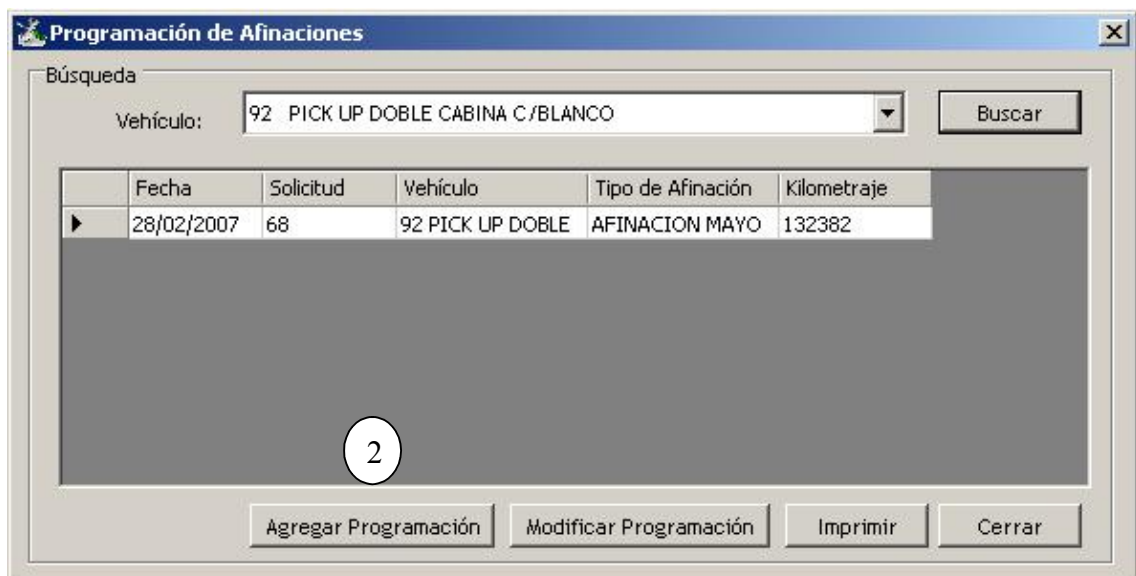 Programación de Afinaciones
Búsqueda
Vehículo: 92 PICK UP DOBLE CABINA C/BLANCO Buscar
Fecha Solicitud Vehículo Tipo de Afinación Kilometraje
28/02/2007 68 92 PICK UP DOBLE AFINACION MAYO 132382
2
Agregar Programación Modificar Programación Imprimir Cerrar